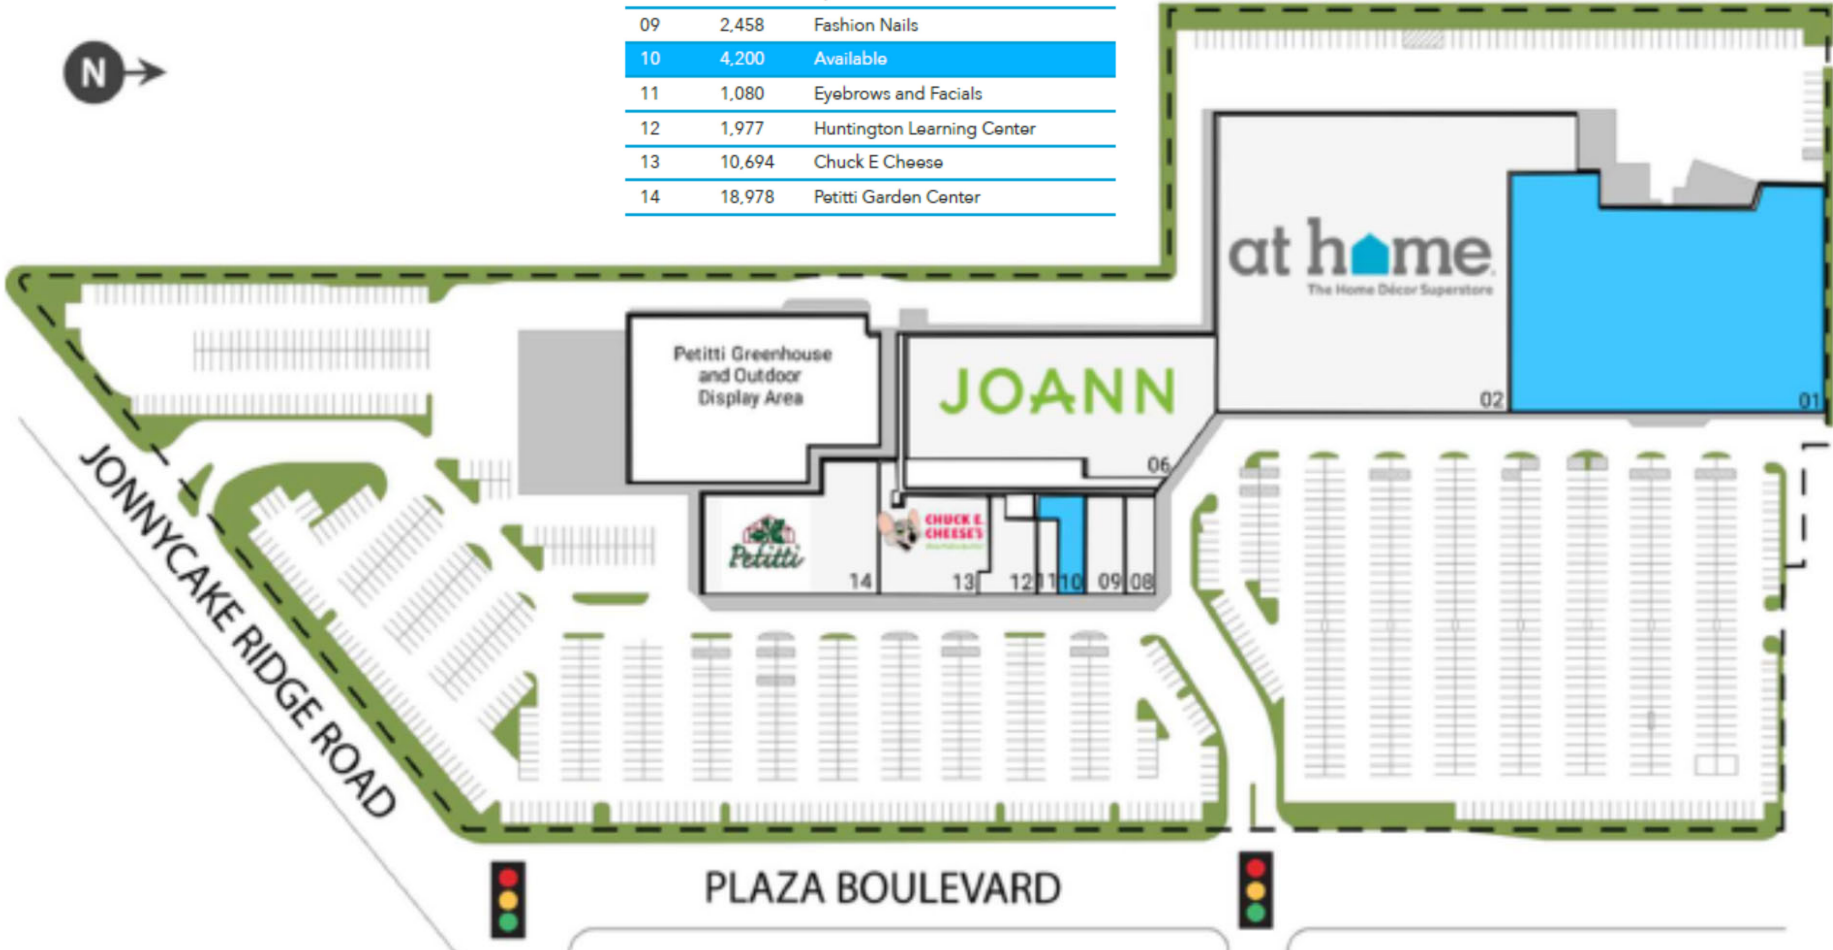 09 2,458 Fashion Nails
N
10 4,200 Available
11 1,080 Eyebrows and Facials
12 1,977 Huntington Learning Center
13 10,694 Chuck E Cheese
14 18,978 Petitti Garden Center
at home
The Home Décor Superstore
02
01
Petitti Greenhouse
and Outdoor
Display Area
JOANN
06
Petitti
14
CHUCK E.
CHEESE'S
13
12
11
10
09
08
JONNYCAKE RIDGE ROAD
PLAZA BOULEVARD